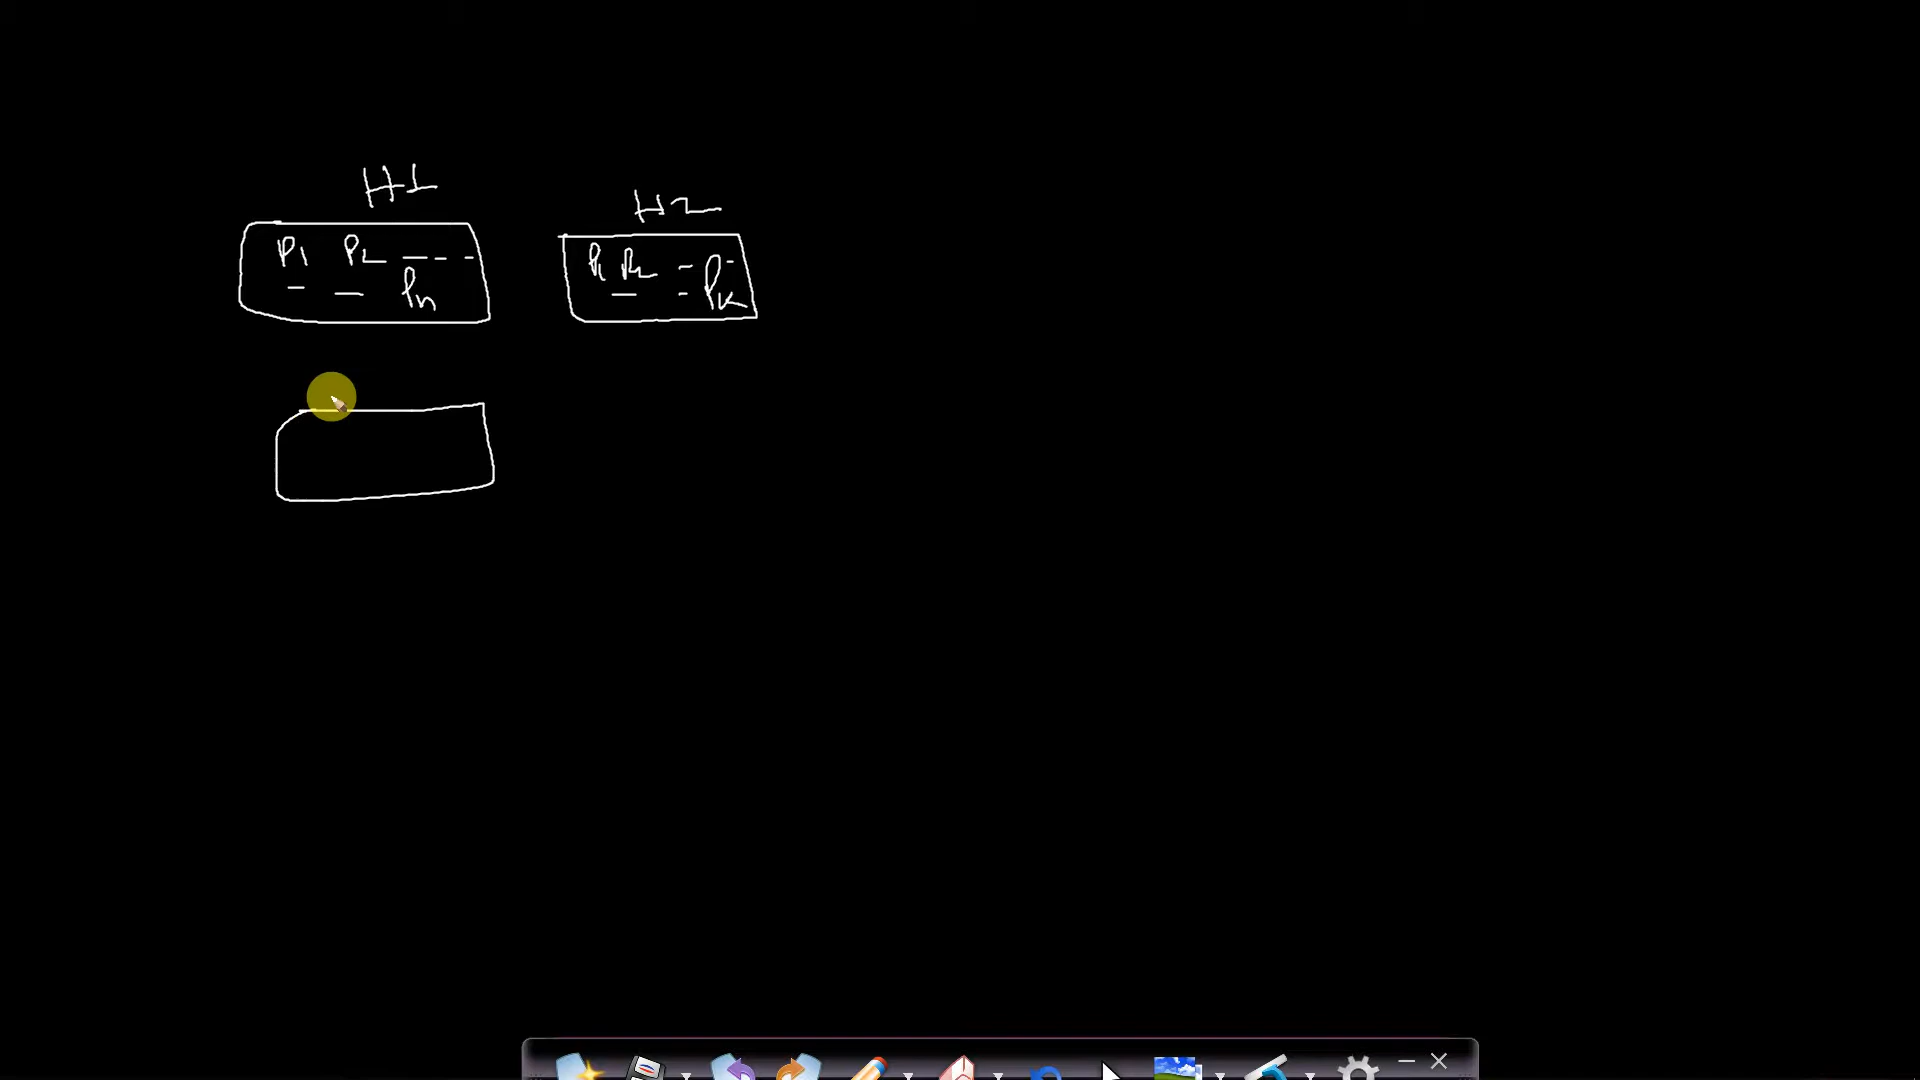 H1
P1 P2 ----
- - Pn
H2
P1 P2 - -
- - Pk